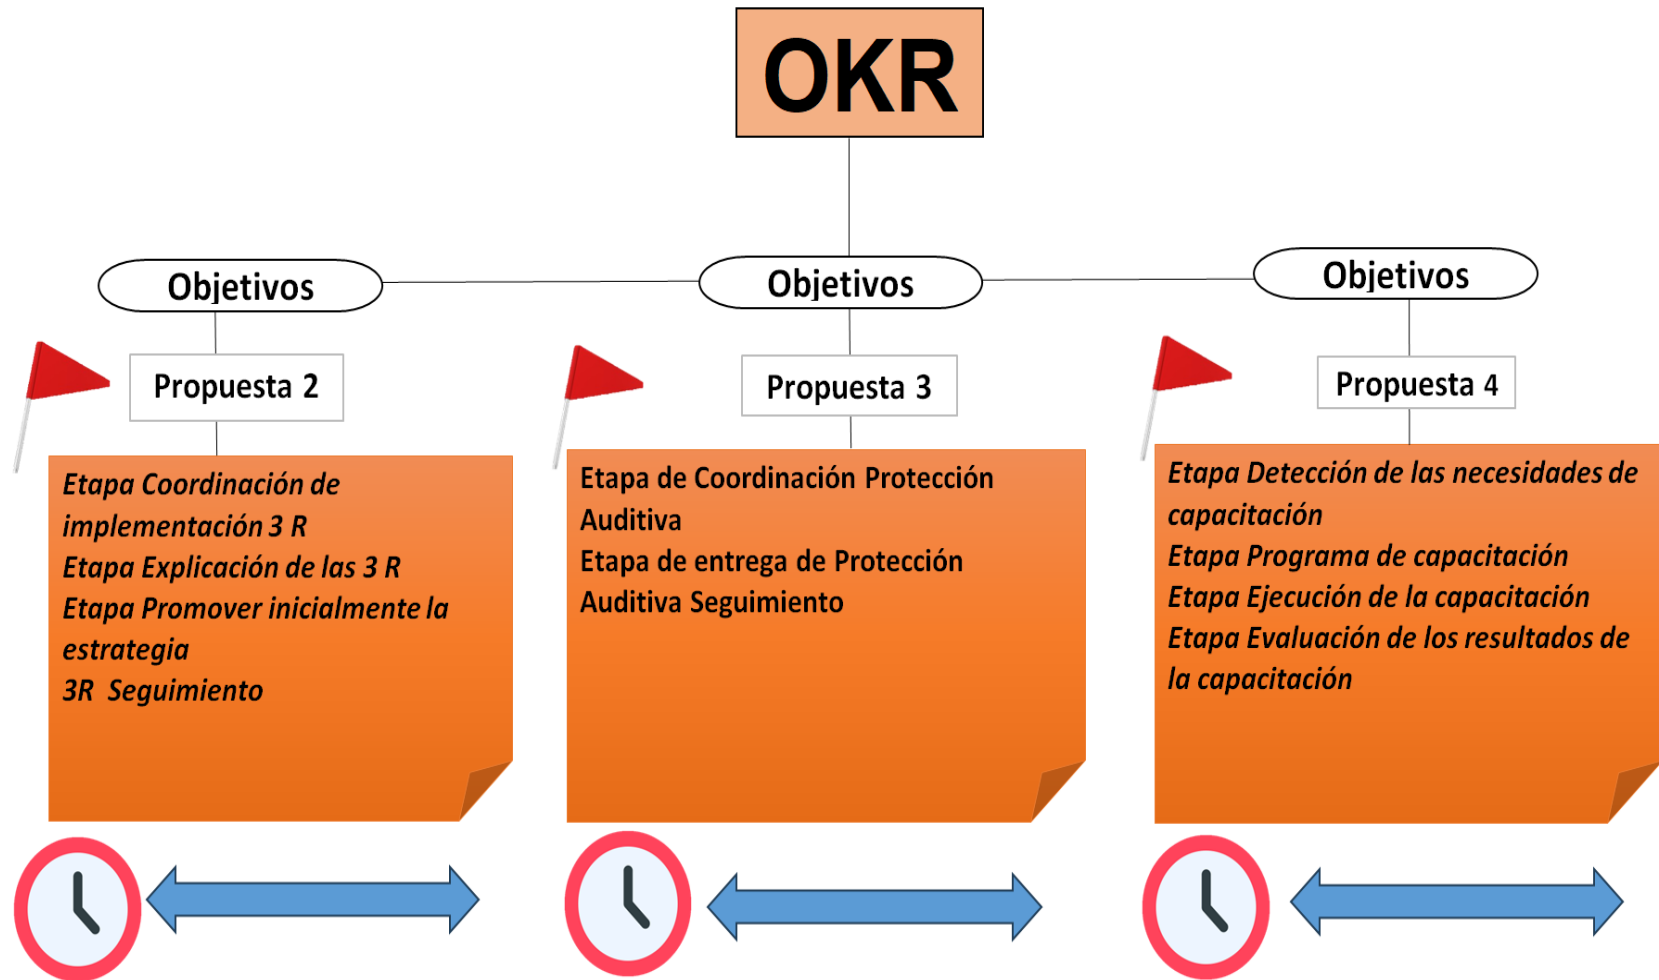 OKR
Objetivos
Objetivos
Objetivos
Propuesta 2
Propuesta 3
Propuesta 4
Etapa Coordinación de
implementación 3 R
Etapa Explicación de las 3 R
Etapa Promover inicialmente la
estrategia
3R Seguimiento
Etapa de Coordinación Protección
Auditiva
Etapa de entrega de Protección
Auditiva Seguimiento
Etapa Detección de las necesidades de
capacitación
Etapa Programa de capacitación
Etapa Ejecución de la capacitación
Etapa Evaluación de los resultados de
la capacitación